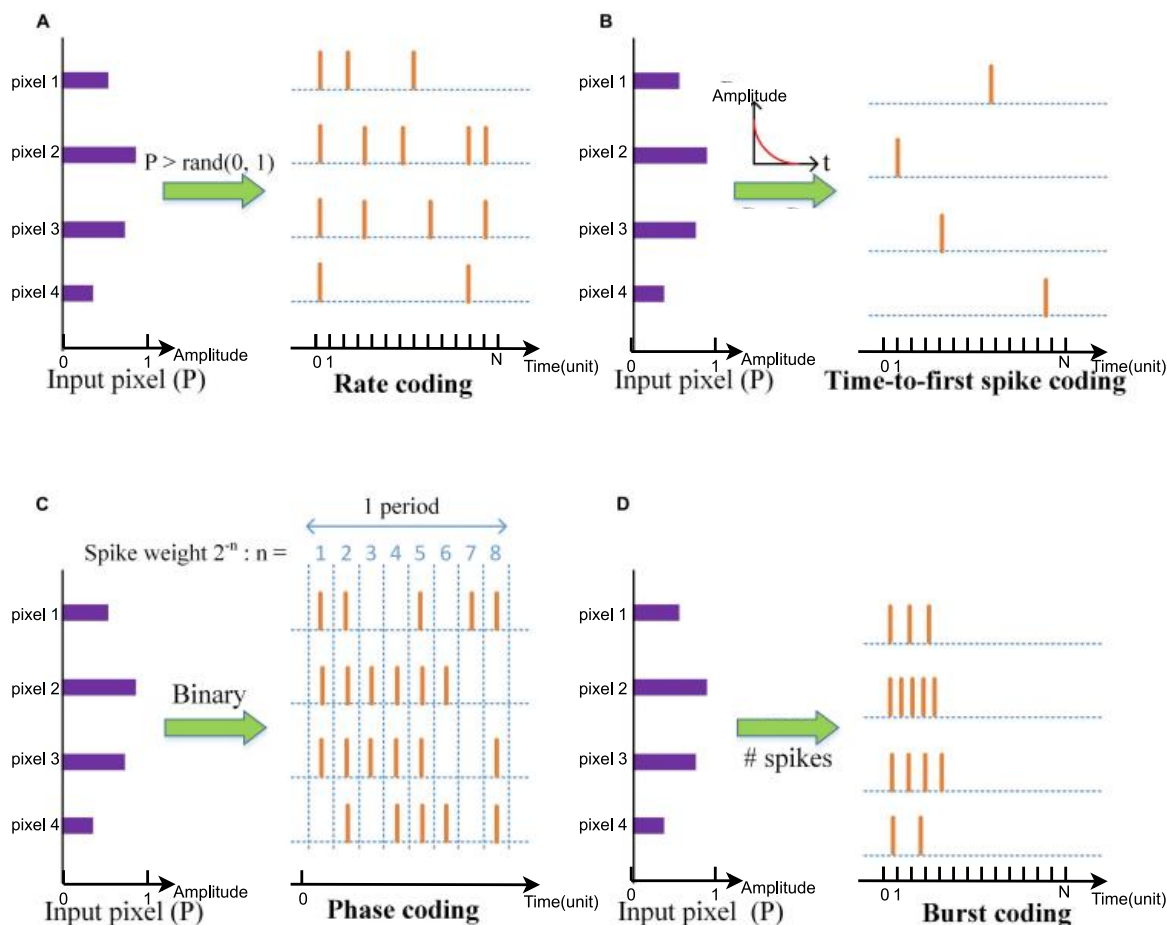 A
pixel 1
pixel 2
pixel 3
pixel 4
P > rand(0, 1)
0 1 Amplitude
Input pixel (P)
0 1 N Time(unit)
Rate coding
B
pixel 1
pixel 2
pixel 3
pixel 4
Amplitude
t
0 1 Amplitude
Input pixel (P)
0 1 N Time(unit)
Time-to-first spike coding
C
1 period
Spike weight 2⁻ⁿ : n = 1 2 3 4 5 6 7 8
pixel 1
pixel 2
pixel 3
pixel 4
Binary
0 1 Amplitude
Input pixel (P)
0 Time(unit)
Phase coding
D
pixel 1
pixel 2
pixel 3
pixel 4
# spikes
0 1 Amplitude
Input pixel (P)
0 1 N Time(unit)
Burst coding